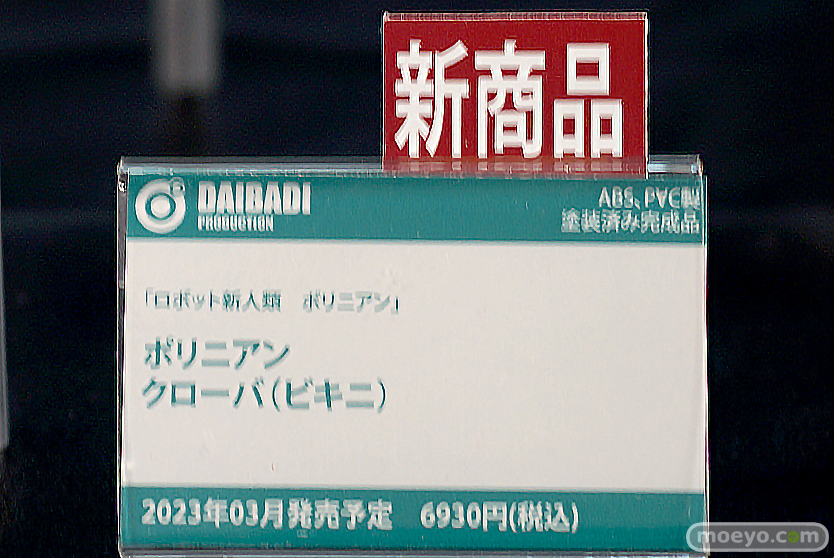 新商品
DAIBADI
PRODUCTION
ABS、PVC製
塗装済み完成品
「ロボット新人類　ポリニアン」
ポリニアン
クローバ（ビキニ）
2023年03月発売予定　6930円(税込)
moeyo.com